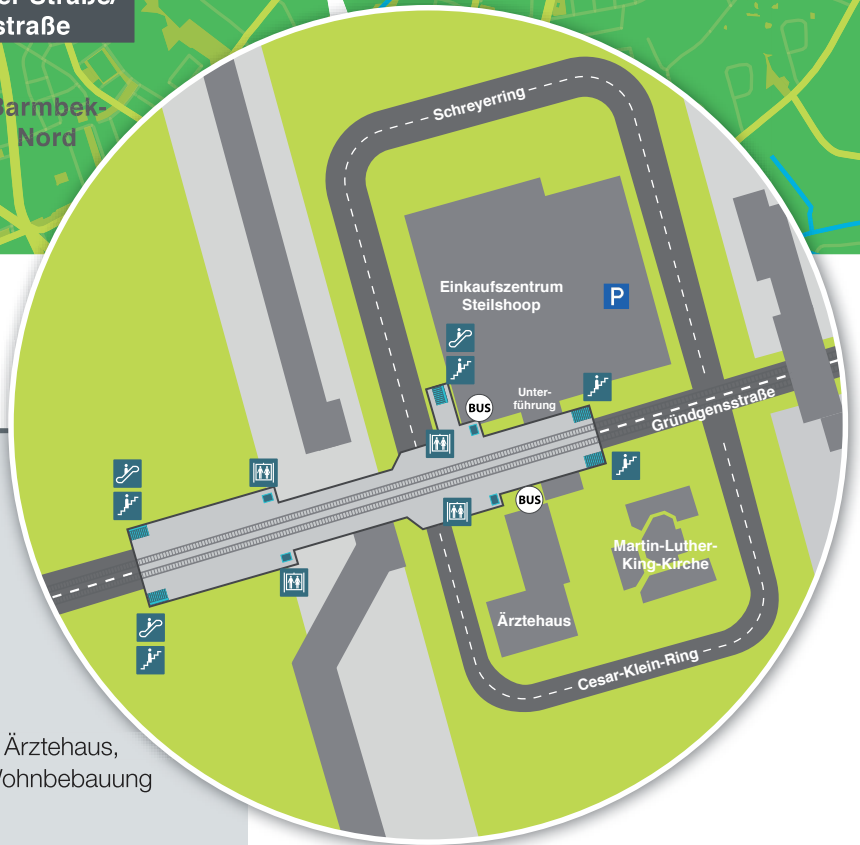 straße
Barmbek-
Nord
Schreyerring
Einkaufszentrum
Steilshoop
P
Unter-
führung
BUS
Gründgensstraße
BUS
Martin-Luther-
King-Kirche
Ärztehaus
Cesar-Klein-Ring
Ärztehaus,
Wohnbebauung